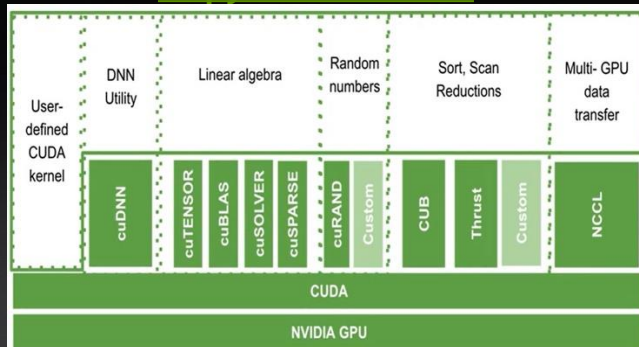 User-
defined
CUDA
kernel
DNN
Utility
Linear algebra
Random
numbers
Sort, Scan
Reductions
Multi- GPU
data
transfer
cuDNN
cuTENSOR
cuBLAS
cuSOLVER
cuSPARSE
cuRAND
Custom
CUB
Thrust
Custom
NCCL
CUDA
NVIDIA GPU